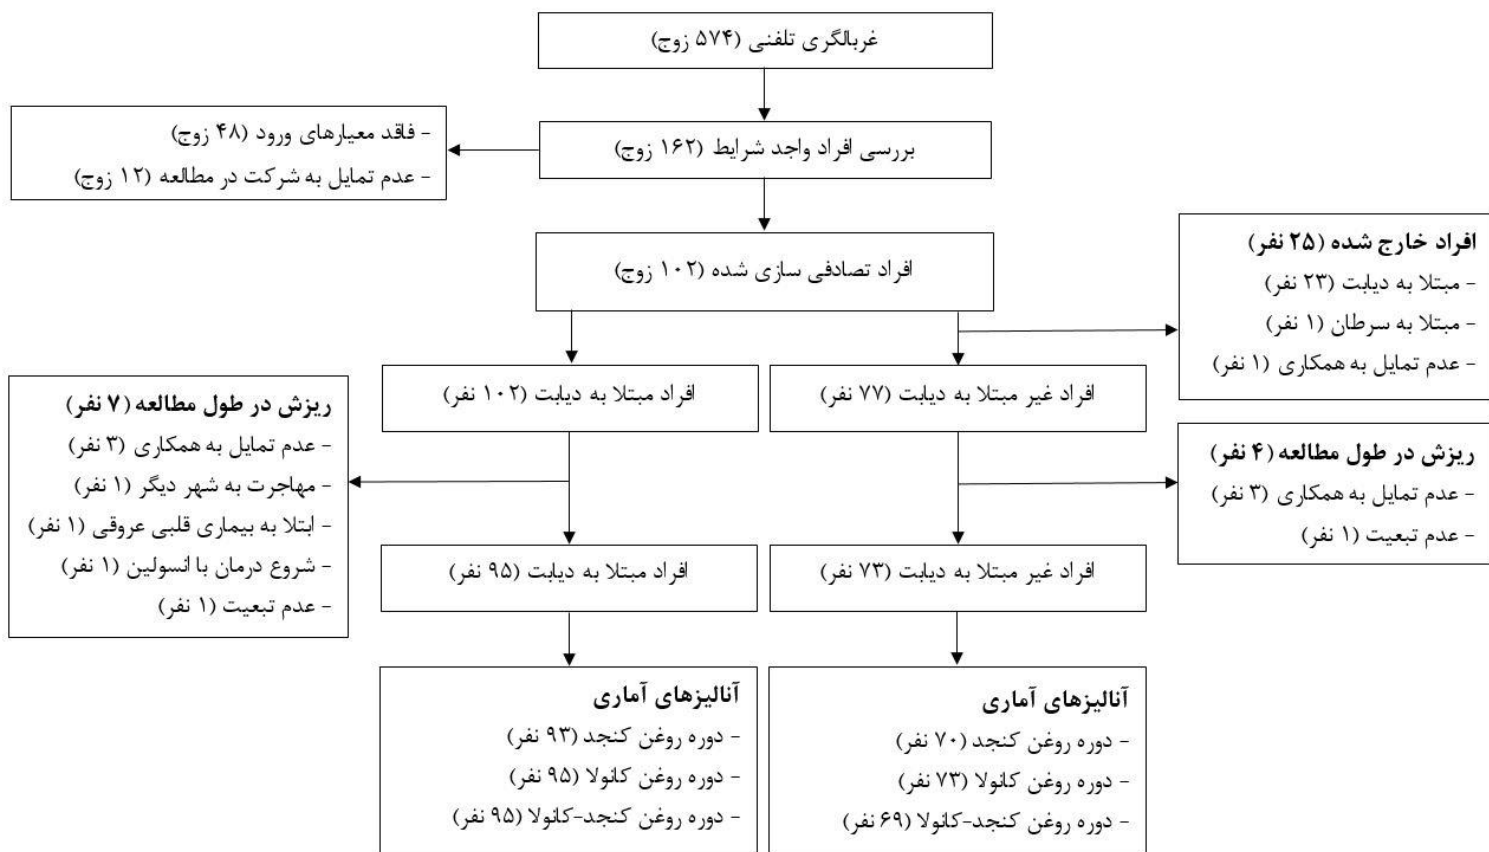 غربالگری تلفنی (۵۷۴ زوج)
بررسی افراد واجد شرایط (۱۶۲ زوج)
- فاقد معیارهای ورود (۴۸ زوج)
- عدم تمایل به شرکت در مطالعه (۱۲ زوج)
افراد تصادفی سازی شده (۱۰۲ زوج)
افراد خارج شده (۲۵ نفر)
- مبتلا به دیابت (۲۳ نفر)
- مبتلا به سرطان (۱ نفر)
- عدم تمایل به همکاری (۱ نفر)
افراد غیر مبتلا به دیابت (۷۷ نفر)
افراد مبتلا به دیابت (۱۰۲ نفر)
ریزش در طول مطالعه (۴ نفر)
- عدم تمایل به همکاری (۳ نفر)
- عدم تبعیت (۱ نفر)
ریزش در طول مطالعه (۷ نفر)
- عدم تمایل به همکاری (۳ نفر)
- مهاجرت به شهر دیگر (۱ نفر)
- ابتلا به بیماری قلبی عروقی (۱ نفر)
- شروع درمان با انسولین (۱ نفر)
- عدم تبعیت (۱ نفر)
افراد غیر مبتلا به دیابت (۷۳ نفر)
افراد مبتلا به دیابت (۹۵ نفر)
آنالیزهای آماری
- دوره روغن کنجد (۷۰ نفر)
- دوره روغن کانولا (۷۳ نفر)
- دوره روغن کنجد-کانولا (۶۹ نفر)
آنالیزهای آماری
- دوره روغن کنجد (۹۳ نفر)
- دوره روغن کانولا (۹۵ نفر)
- دوره روغن کنجد-کانولا (۹۵ نفر)